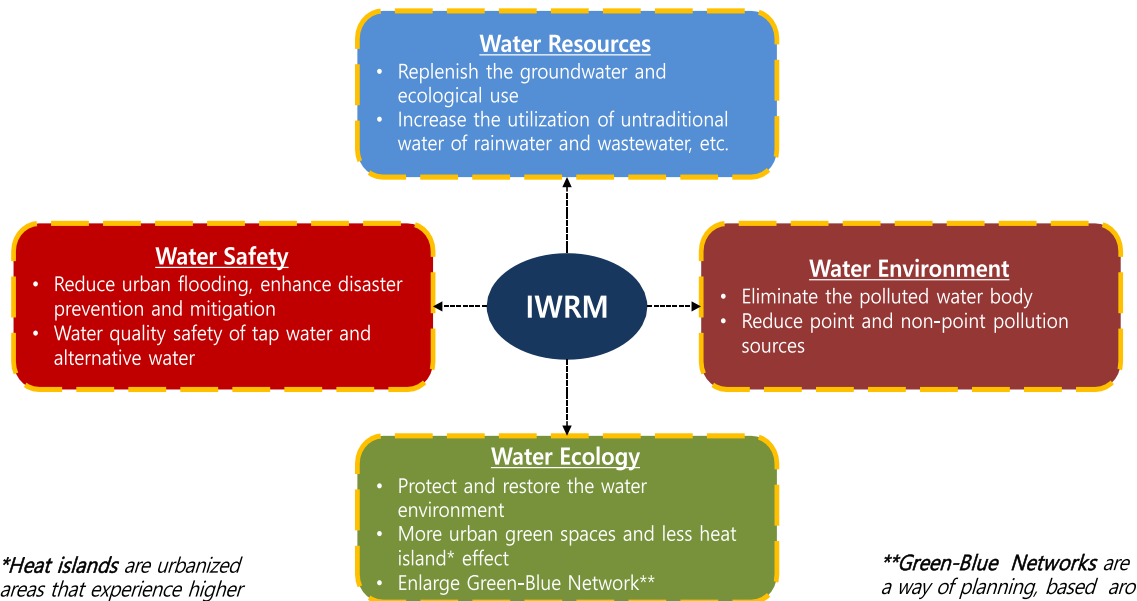 Water Resources
• Replenish the groundwater and
ecological use
• Increase the utilization of untraditional
water of rainwater and wastewater, etc.
Water Safety
• Reduce urban flooding, enhance disaster
prevention and mitigation
• Water quality safety of tap water and
alternative water
IWRM
Water Environment
• Eliminate the polluted water body
• Reduce point and non-point pollution
sources
Water Ecology
• Protect and restore the water
environment
• More urban green spaces and less heat
island* effect
• Enlarge Green-Blue Network**
*Heat islands are urbanized
areas that experience higher
**Green-Blue Networks are
a way of planning, based